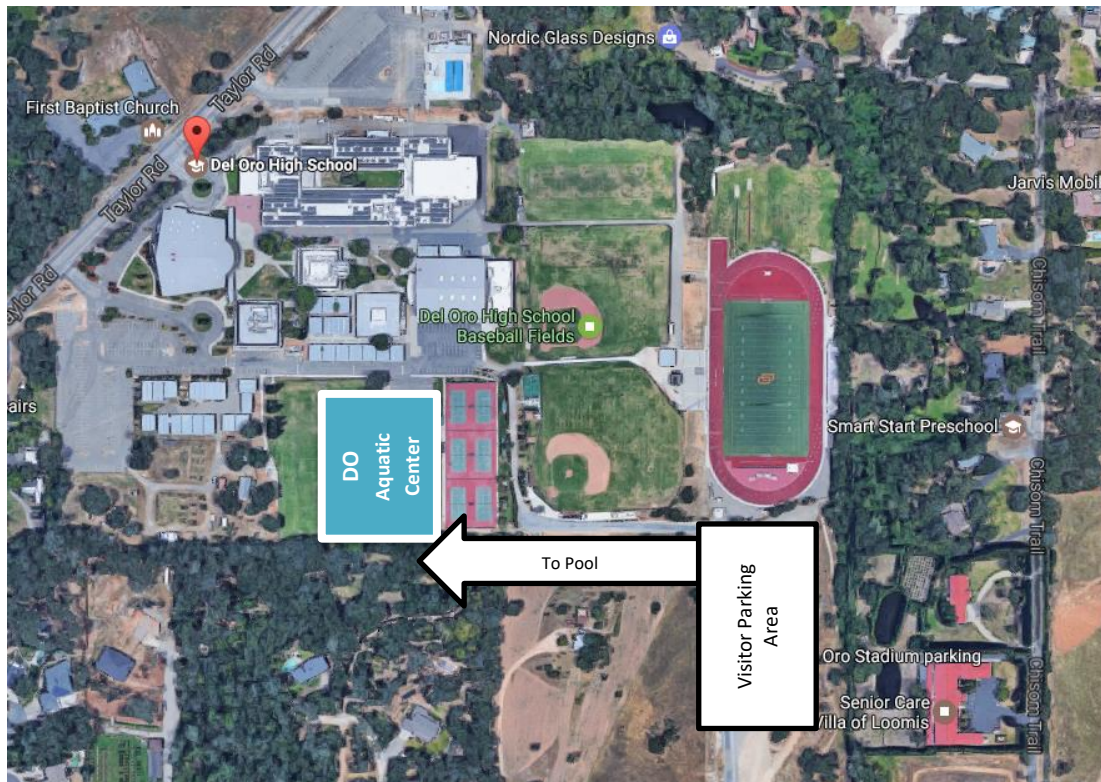 Nordic Glass Designs
Taylor Rd
First Baptist Church
Del Oro High School
Taylor Rd
Jarvis Mobil
Taylor Rd
Chisom Trail
Del Oro High School
Baseball Fields
airs
Smart Start Preschool
DO
Aquatic
Center
Chisom Trail
To Pool
Visitor Parking
Area
Oro Stadium parking
Senior Care
Villa of Loomis
Chisom Trail